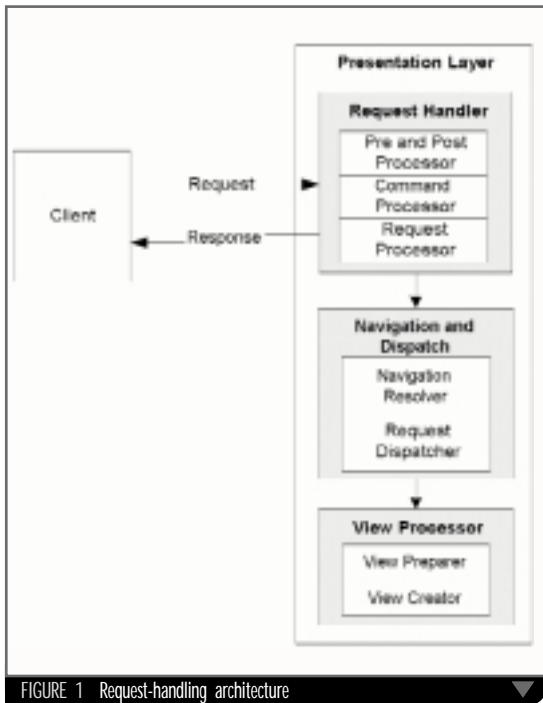 Presentation Layer
Request Handler
Pre and Post
Processor
Command
Processor
Request
Processor
Client
Request
Response
Navigation and
Dispatch
Navigation
Resolver
Request
Dispatcher
View Processor
View Preparer
View Creator
FIGURE 1 Request-handling architecture